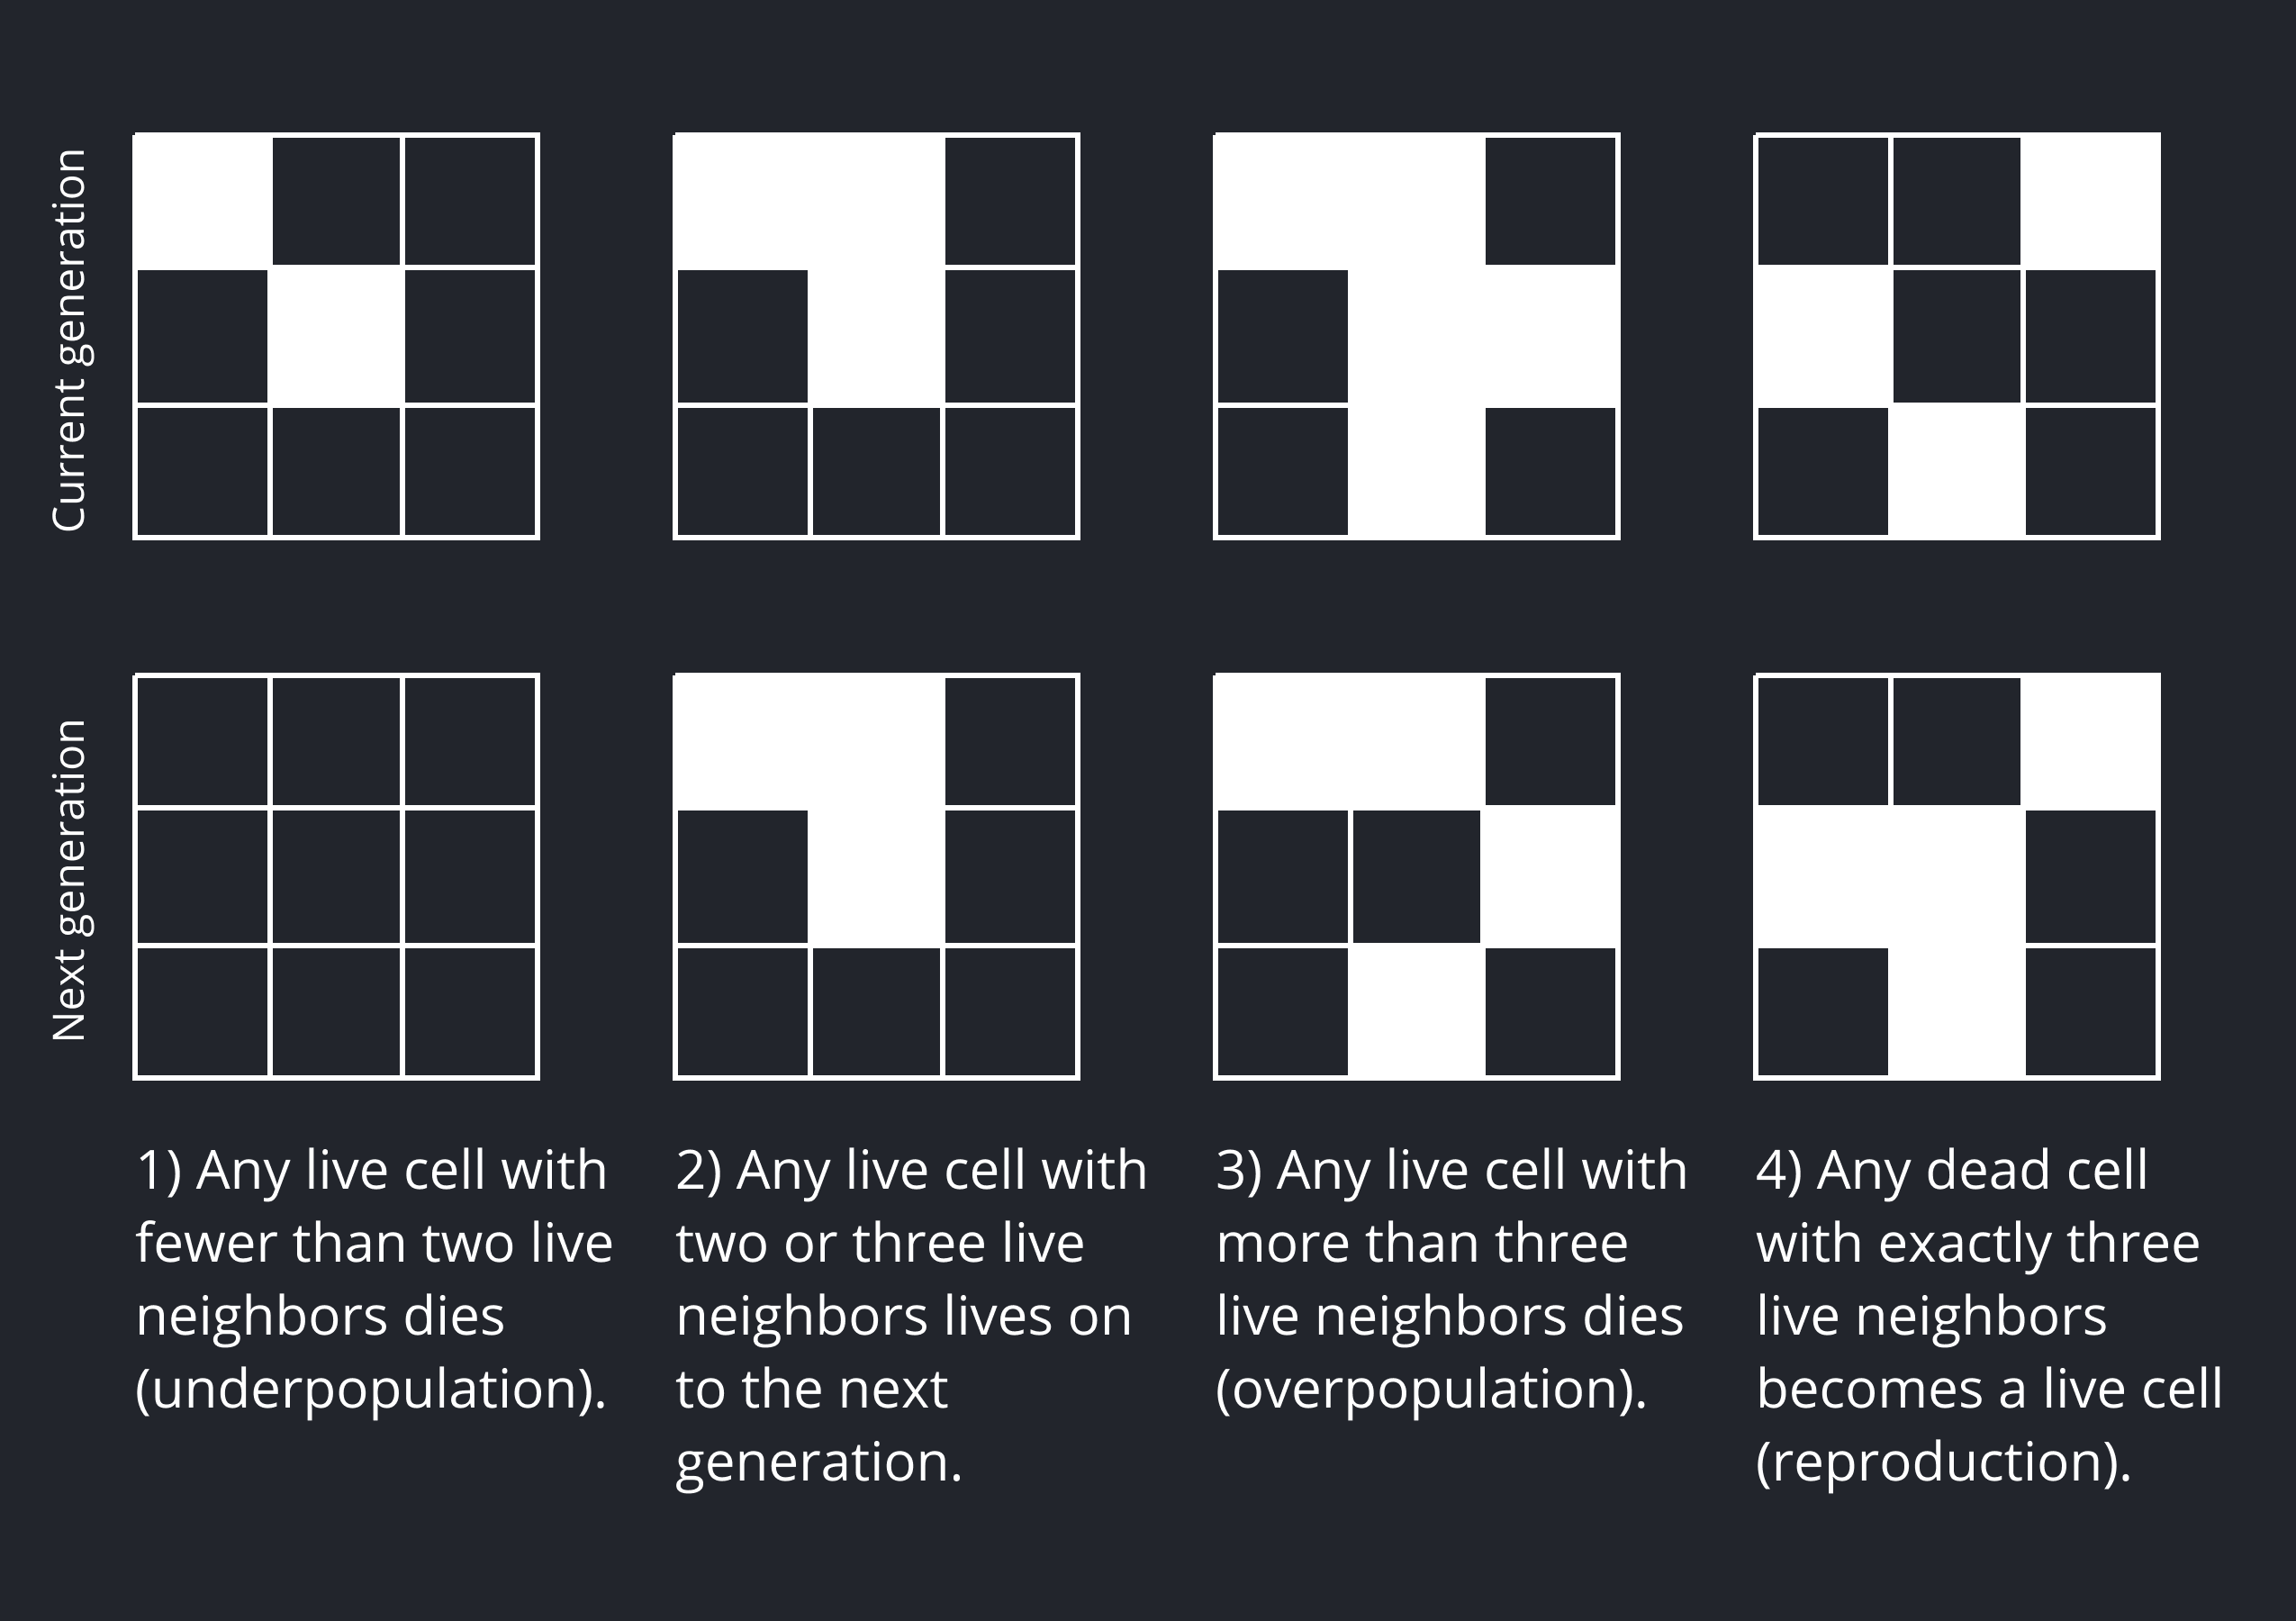 Current generation
Next generation
1) Any live cell with
fewer than two live
neighbors dies
(underpopulation).
2) Any live cell with
two or three live
neighbors lives on
to the next
generation.
3) Any live cell with
more than three
live neighbors dies
(overpopulation).
4) Any dead cell
with exactly three
live neighbors
becomes a live cell
(reproduction).